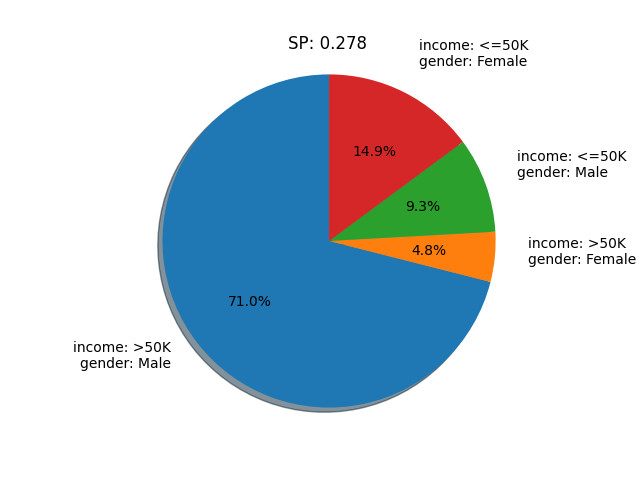 SP: 0.278
income: <=50K
gender: Female
14.9%
income: <=50K
gender: Male
9.3%
income: >50K
gender: Female
4.8%
71.0%
income: >50K
gender: Male